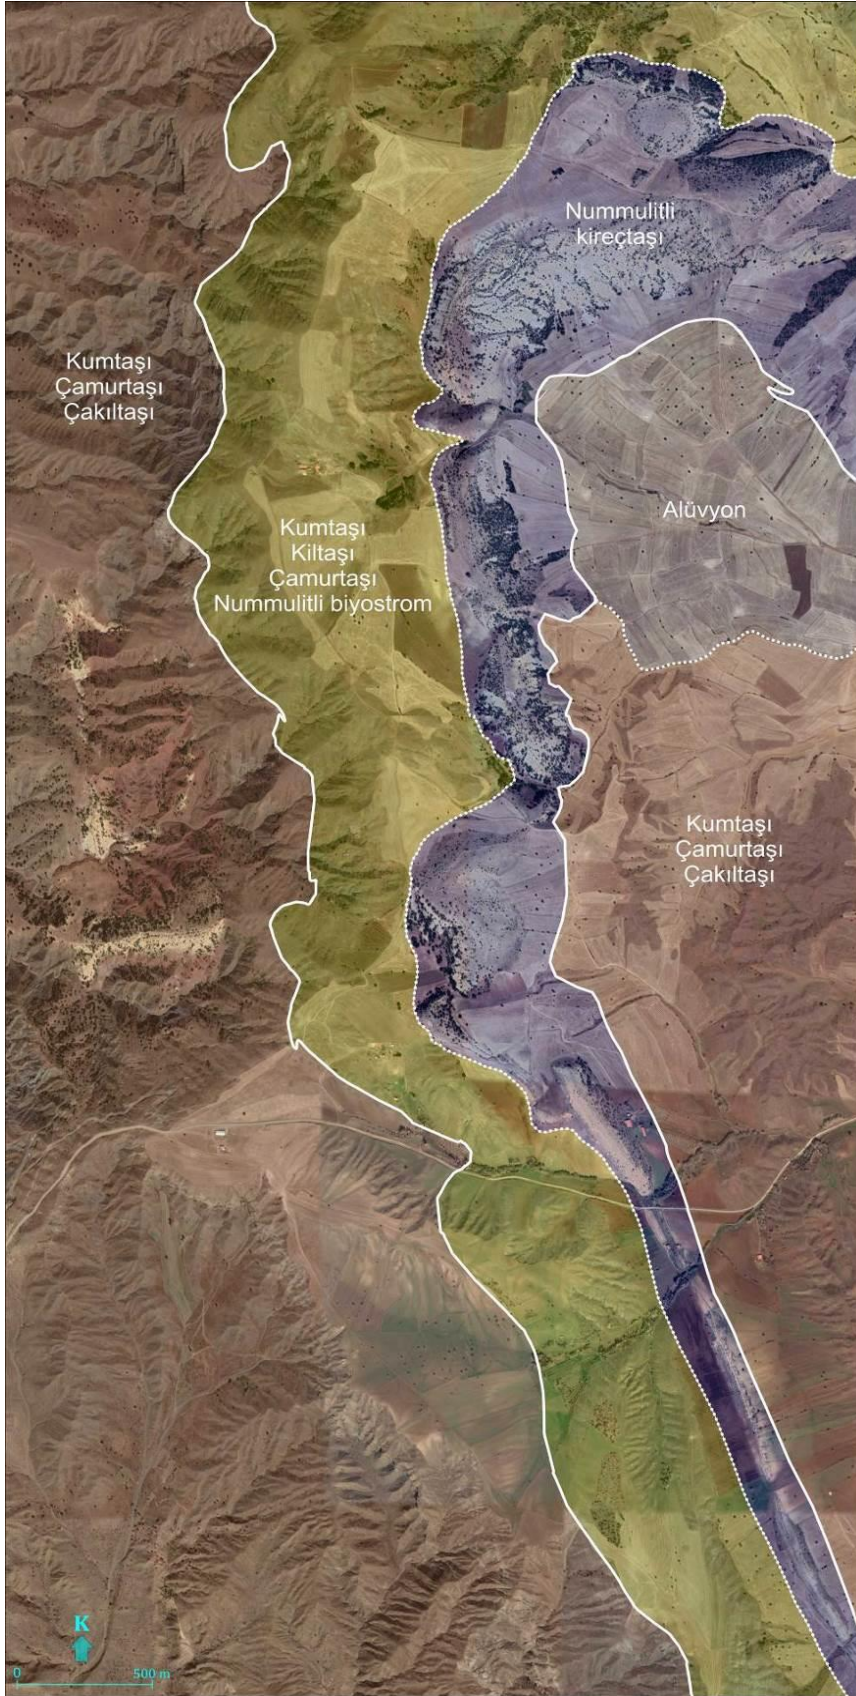 Nummulitli
kireçtaşı
Kumtaşı
Çamurtaşı
Çakıltaşı
Alüvyon
Kumtaşı
Kiltaşı
Çamurtaşı
Nummulitli biyostrom
Kumtaşı
Çamurtaşı
Çakıltaşı
K
0 500 m